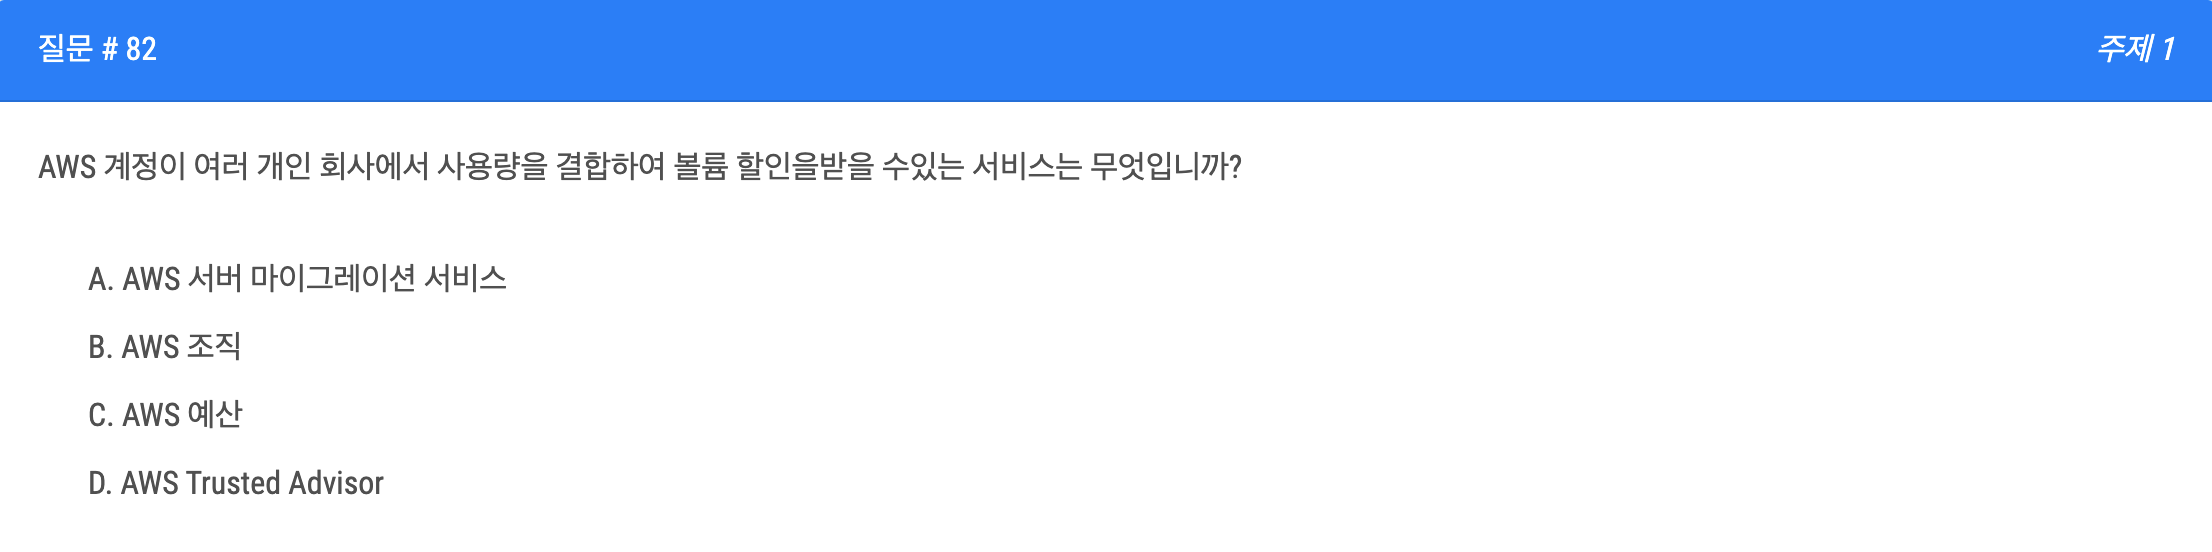 질문 # 82
주제 1
AWS 계정이 여러 개인 회사에서 사용량을 결합하여 볼륨 할인을받을 수있는 서비스는 무엇입니까?
A. AWS 서버 마이그레이션 서비스
B. AWS 조직
C. AWS 예산
D. AWS Trusted Advisor